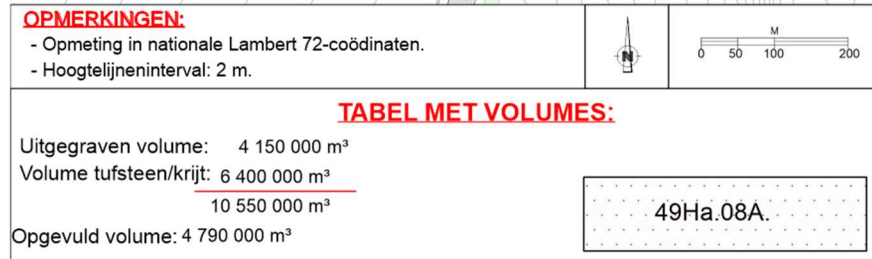 OPMERKINGEN:
- Opmeting in nationale Lambert 72-coödinaten.
- Hoogtelijneninterval: 2 m.
N
M
0 50 100 200
TABEL MET VOLUMES:
Uitgegraven volume: 4 150 000 m³
Volume tufsteen/krijt: 6 400 000 m³
10 550 000 m³
Opgevuld volume: 4 790 000 m³
49Ha.08A.